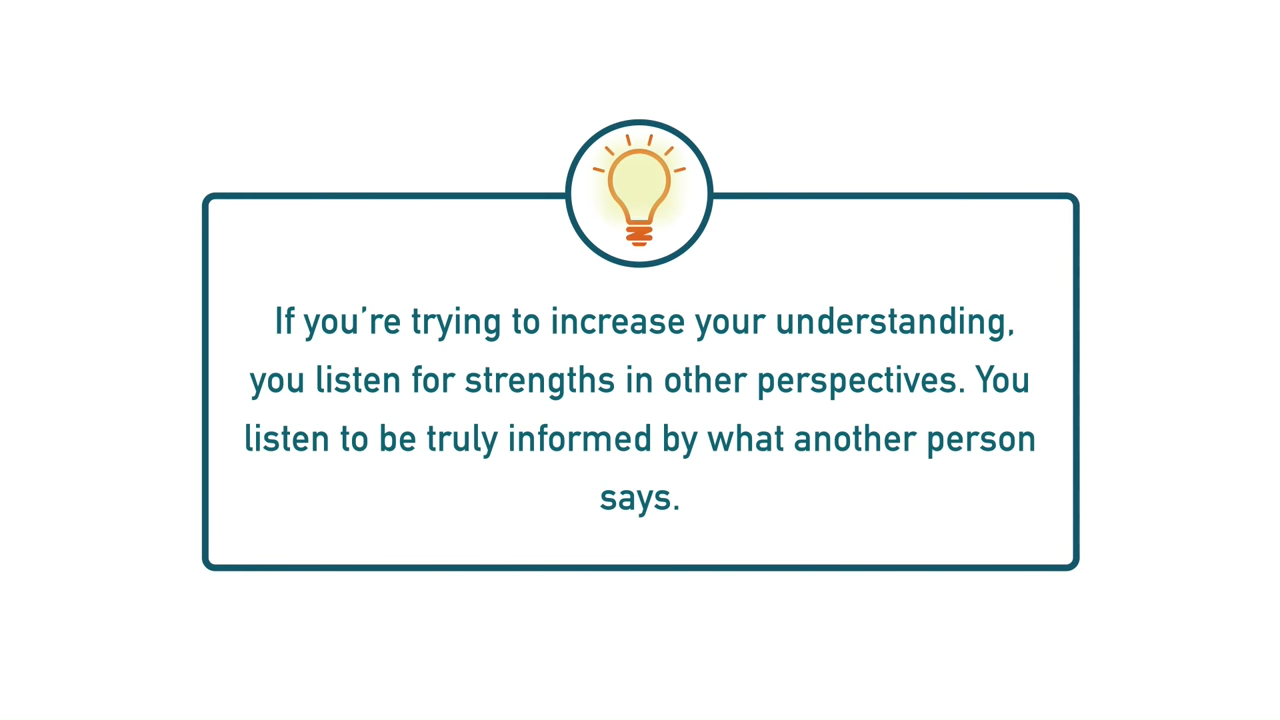 If you’re trying to increase your understanding,
you listen for strengths in other perspectives. You
listen to be truly informed by what another person
says.